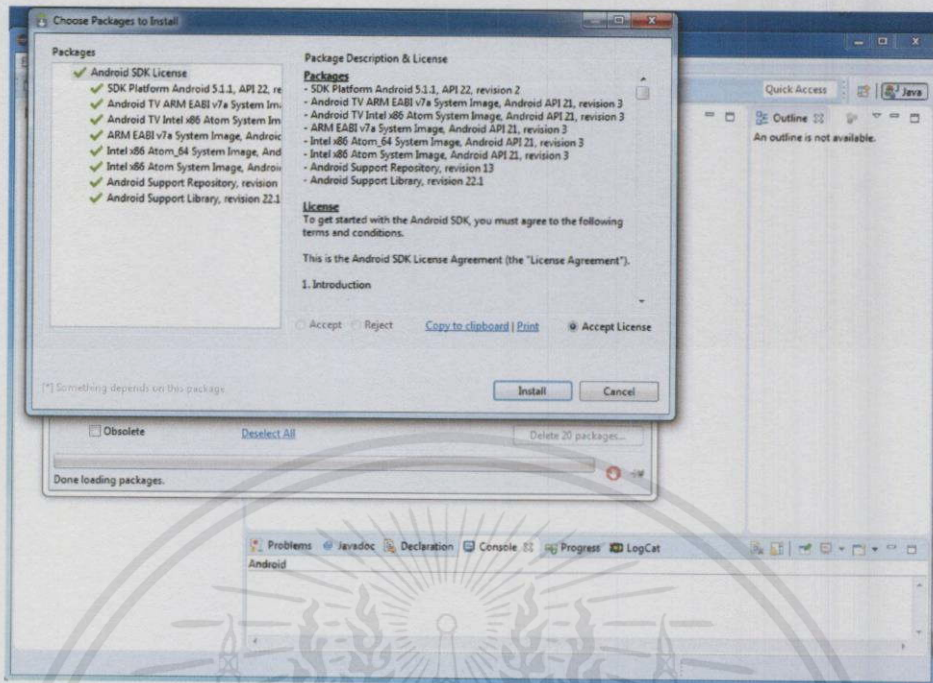 Choose Packages to Install
Packages
Android SDK License
SDK Platform Android 5.1.1, API 22, re
Android TV ARM EABI v7a System Im
Android TV Intel x86 Atom System Im
ARM EABI v7a System Image, Androic
Intel x86 Atom_64 System Image, And
Intel x86 Atom System Image, Androi
Android Support Repository, revision
Android Support Library, revision 22.1
Package Description & License
Packages
- SDK Platform Android 5.1.1, API 22, revision 2
- Android TV ARM EABI v7a System Image, Android API 21, revision 3
- Android TV Intel x86 Atom System Image, Android API 21, revision 3
- ARM EABI v7a System Image, Android API 21, revision 3
- Intel x86 Atom_64 System Image, Android API 21, revision 3
- Intel x86 Atom System Image, Android API 21, revision 3
- Android Support Repository, revision 13
- Android Support Library, revision 22.1
License
To get started with the Android SDK, you must agree to the following
terms and conditions.
This is the Android SDK License Agreement (the "License Agreement").
1. Introduction
Accept Reject Copy to clipboard | Print Accept License
[*] Something depends on this package
Install Cancel
Obsolete Deselect All Delete 20 packages...
Done loading packages.
Quick Access Java
Outline
An outline is not available.
Problems Javadoc Declaration Console Progress LogCat
Android